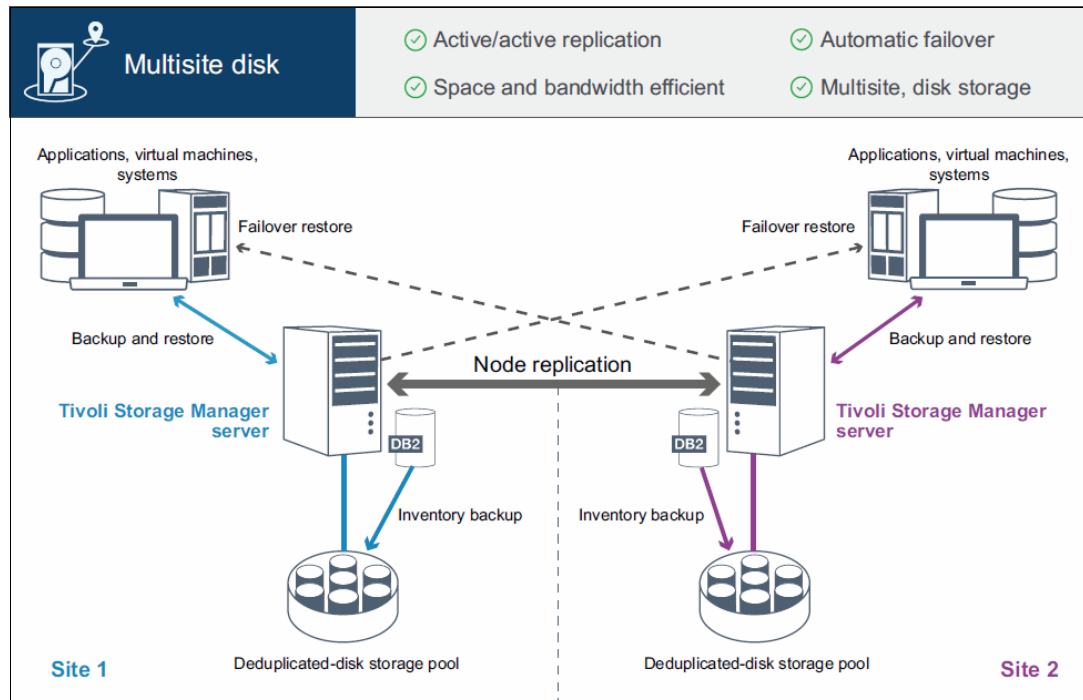 Multisite disk
Active/active replication
Automatic failover
Space and bandwidth efficient
Multisite, disk storage
Applications, virtual machines,
systems
Applications, virtual machines,
systems
Failover restore
Failover restore
Backup and restore
Backup and restore
Node replication
Tivoli Storage Manager
server
Tivoli Storage Manager
server
DB2
DB2
Inventory backup
Inventory backup
Deduplicated-disk storage pool
Deduplicated-disk storage pool
Site 1
Site 2